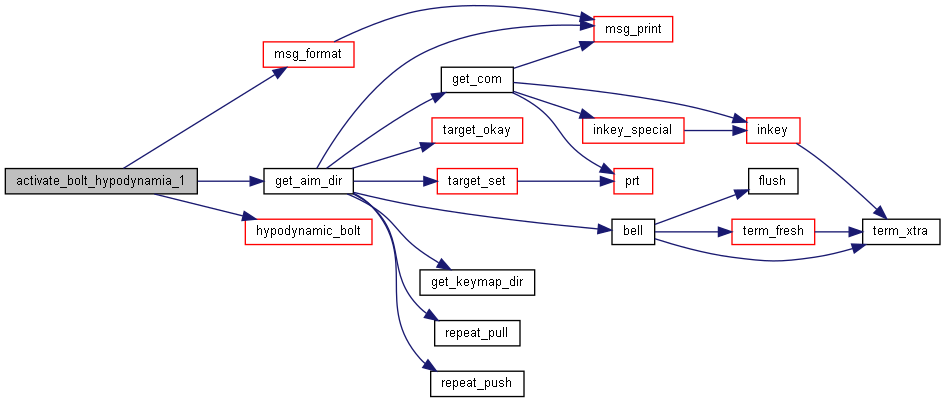 activate_bolt_hypodynamia_1
msg_format
get_aim_dir
hypodynamic_bolt
get_com
target_okay
target_set
get_keymap_dir
repeat_pull
repeat_push
msg_print
inkey_special
prt
bell
inkey
flush
term_fresh
term_xtra